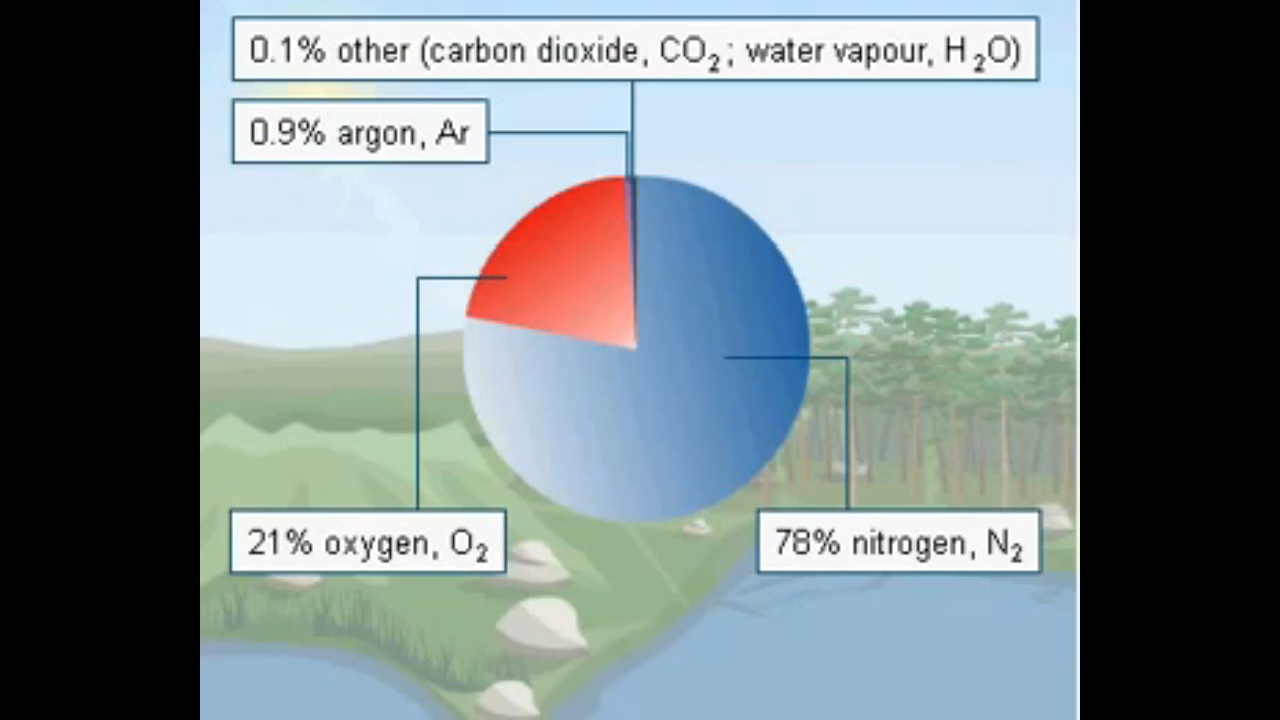 0.1% other (carbon dioxide, CO₂; water vapour, H₂O)
0.9% argon, Ar
21% oxygen, O₂
78% nitrogen, N₂